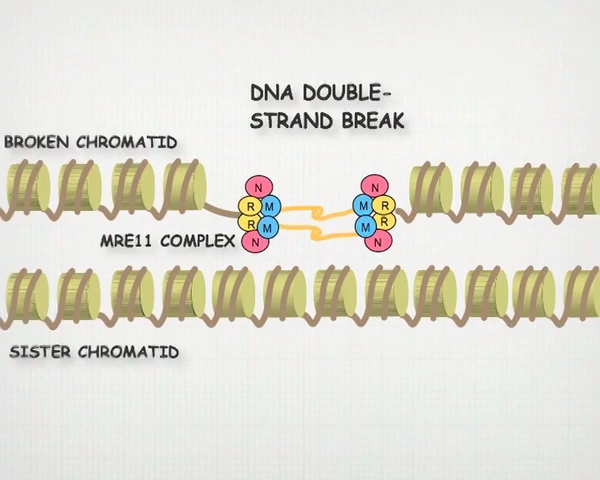 DNA DOUBLE-
STRAND BREAK
BROKEN CHROMATID
N N
R M M R
MRE11 COMPLEX
R M M R
N N
SISTER CHROMATID